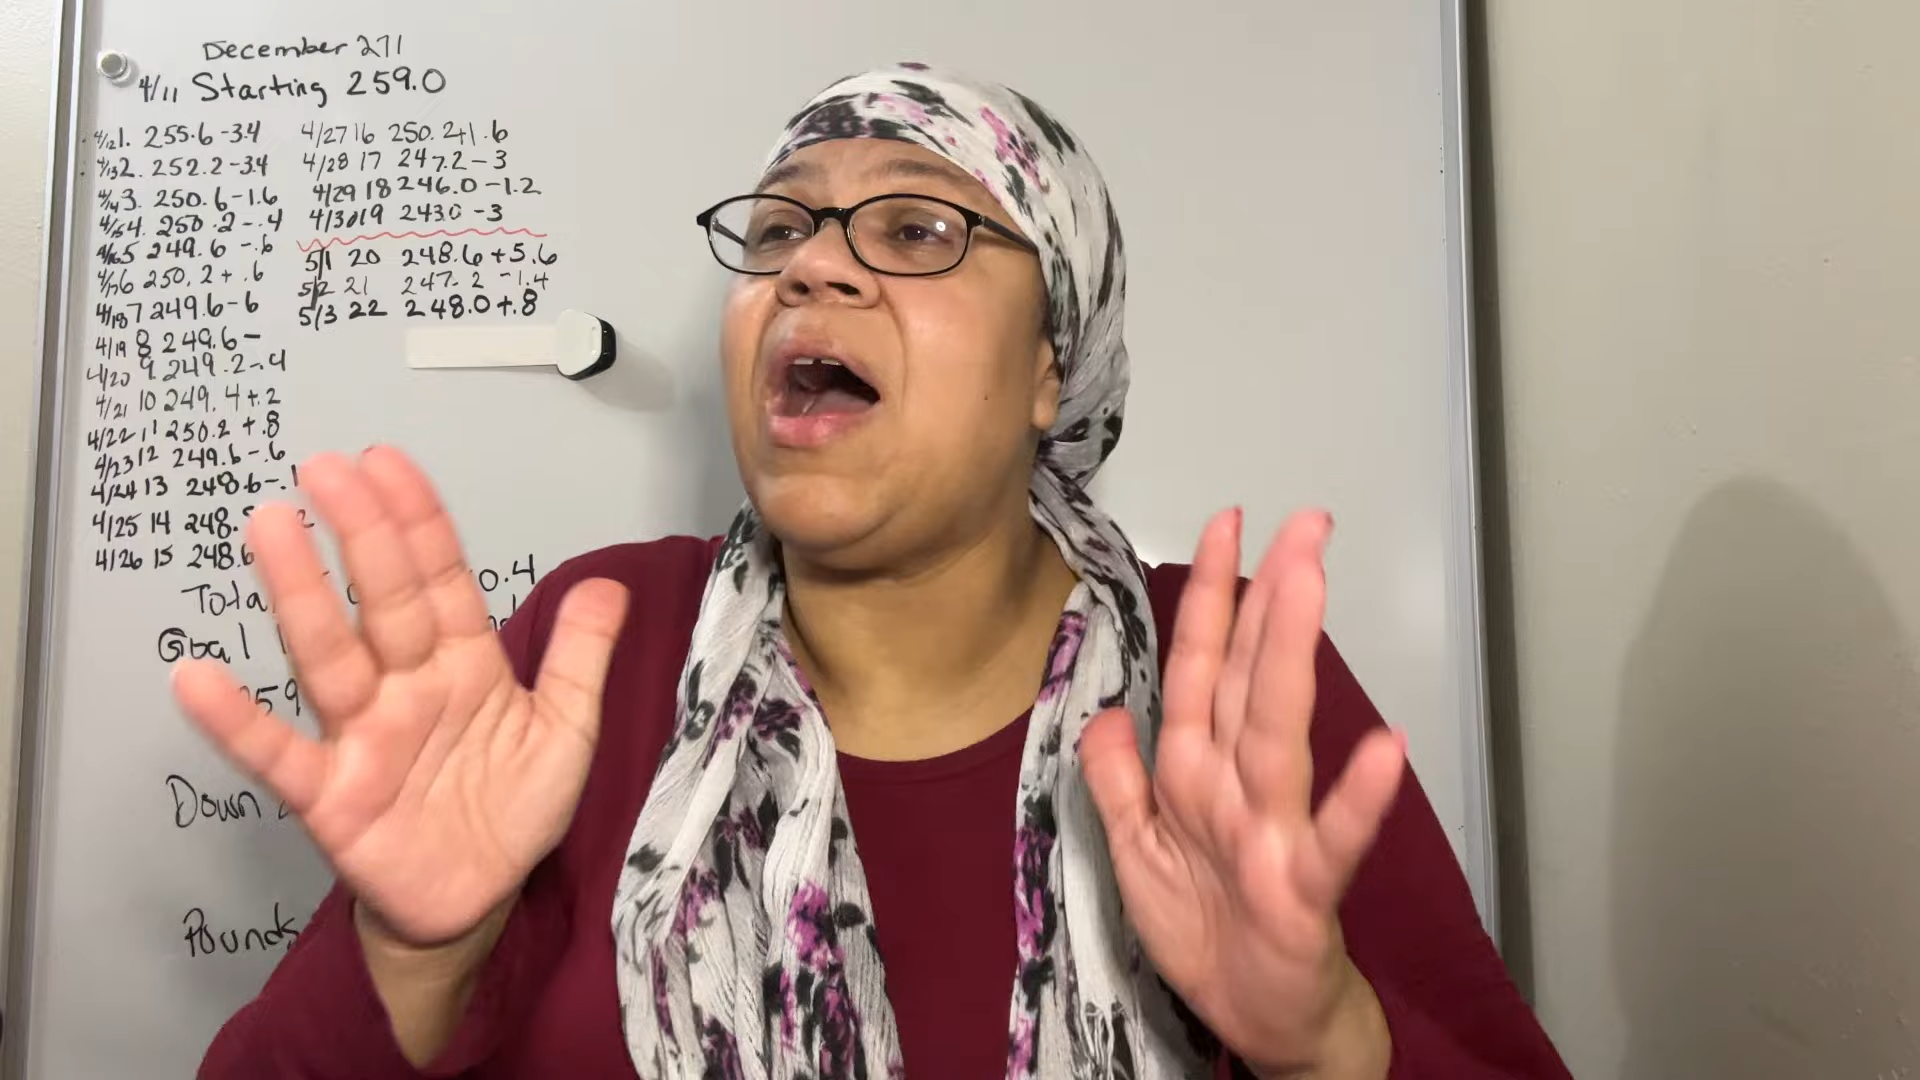 December 271
4/11 Starting 259.0
4/12 1. 255.6 -3.4
4/13 2. 252.2 -3.4
4/14 3. 250.6 -1.6
4/15 4. 250.2 -.4
4/16 5 249.6 -.6
4/17 6 250.2 + .6
4/18 7 249.6 - 6
4/19 8 249.6 -
4/20 9. 249.2 -.4
4/21 10 249.4 +.2
4/22 11 250.2 +.8
4/23 12 249.6 -.6
4/24 13 248.6 -.1
4/25 14 248.
4/26 15 248.6
4/27 16 250.2 +1.6
4/28 17 247.2 - 3
4/29 18 246.0 -1.2
4/30 19 243.0 -3
5/1 20 248.6 +5.6
5/2 21 247.2 -1.4
5/3 22 248.0 +.8
0.4
Goal
59
Down
Pounds